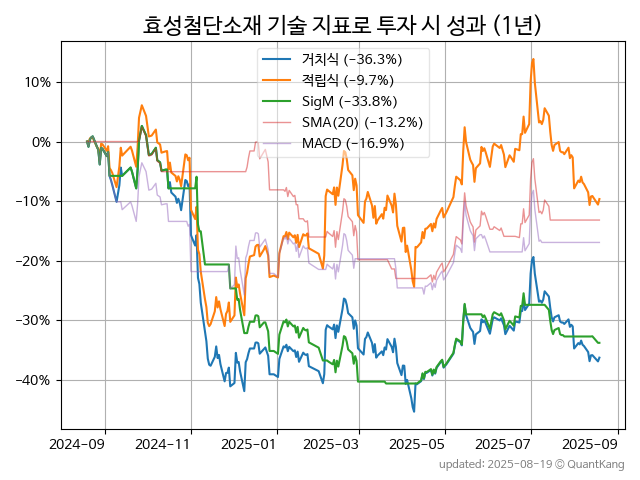 효성첨단소재 기술 지표로 투자 시 성과 (1년)
거치식 (-36.3%)
적립식 (-9.7%)
SigM (-33.8%)
SMA(20) (-13.2%)
MACD (-16.9%)
10%
0%
-10%
-20%
-30%
-40%
2024-09 2024-11 2025-01 2025-03 2025-05 2025-07 2025-09
updated: 2025-08-19 © QuantKang